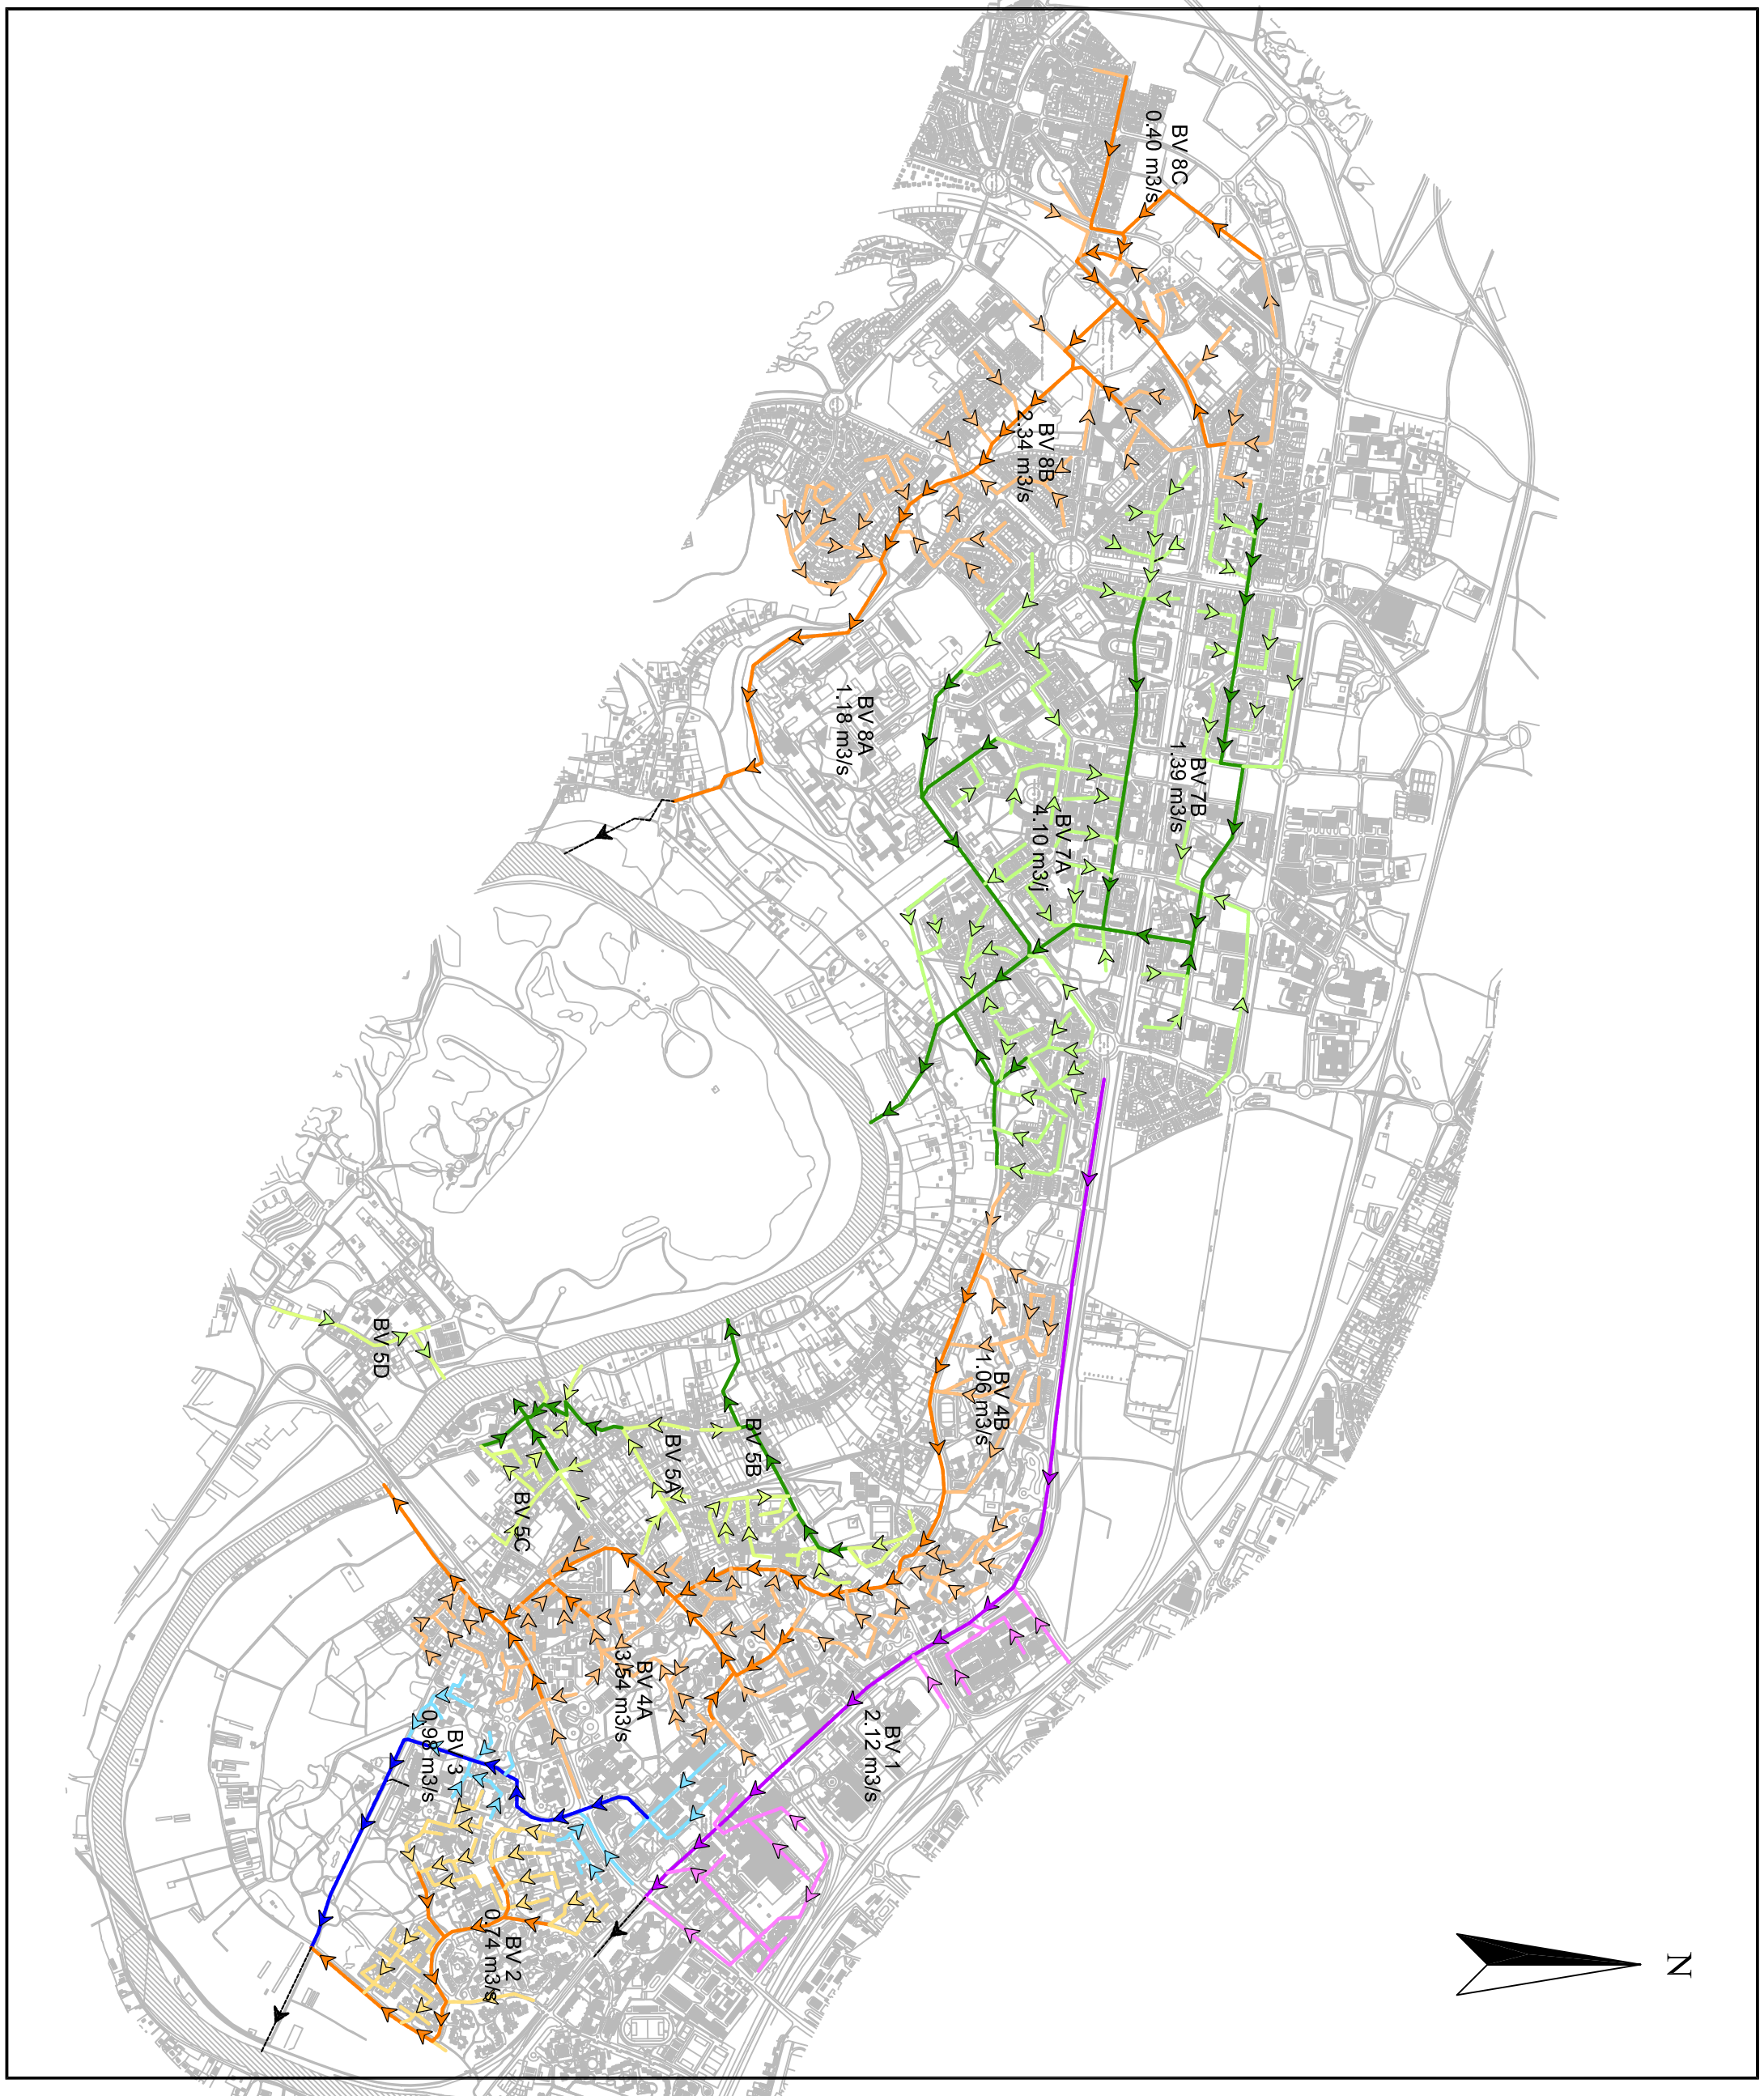 BV 8C
0.40 m3/s
BV 8B
2.34 m3/s
BV 8A
1.18 m3/s
BV 7B
1.39 m3/s
BV 7A
4.10 m3/j
BV 4B
1.06 m3/s
BV 5D
BV 5B
BV 5A
BV 5C
BV 4A
3/54 m3/s
BV 1
2.12 m3/s
BV 3
0.98 m3/s
BV 2
0.74 m3/s
N